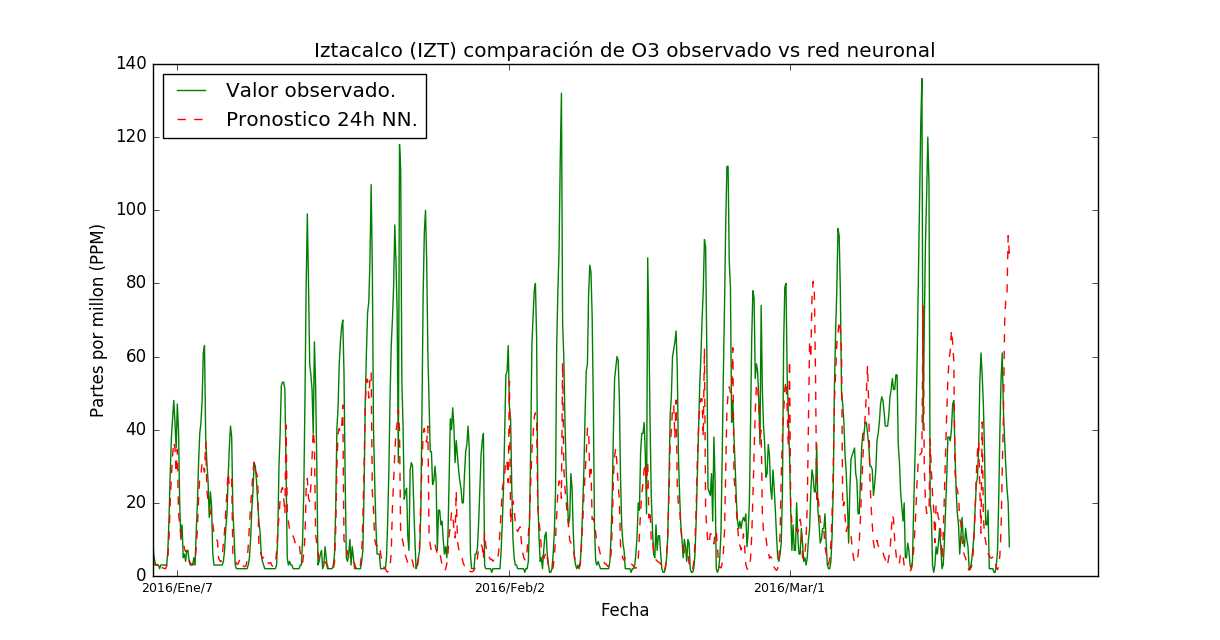 Iztacalco (IZT) comparación de O3 observado vs red neuronal
Valor observado.
Pronostico 24h NN.
Partes por millon (PPM)
140
120
100
80
60
40
20
0
2016/Ene/7
2016/Feb/2
2016/Mar/1
Fecha